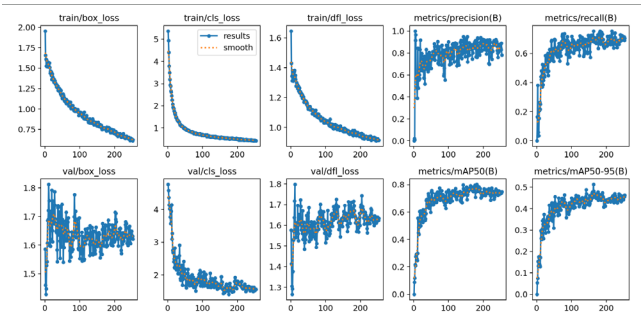 train/box_loss
train/cls_loss
train/dfl_loss
metrics/precision(B)
metrics/recall(B)
2.00
1.75
1.50
1.25
1.00
0.75
5
4
3
2
1
results
smooth
1.6
1.4
1.2
1.0
1.0
0.8
0.6
0.4
0.2
0.0
0.8
0.6
0.4
0.2
0.0
0 100 200
0 100 200
0 100 200
0 100 200
0 100 200
val/box_loss
val/cls_loss
val/dfl_loss
metrics/mAP50(B)
metrics/mAP50-95(B)
1.8
1.7
1.6
1.5
4
3
2
1.8
1.7
1.6
1.5
1.4
1.3
0.8
0.6
0.4
0.2
0.0
0.5
0.4
0.3
0.2
0.1
0.0
0 100 200
0 100 200
0 100 200
0 100 200
0 100 200